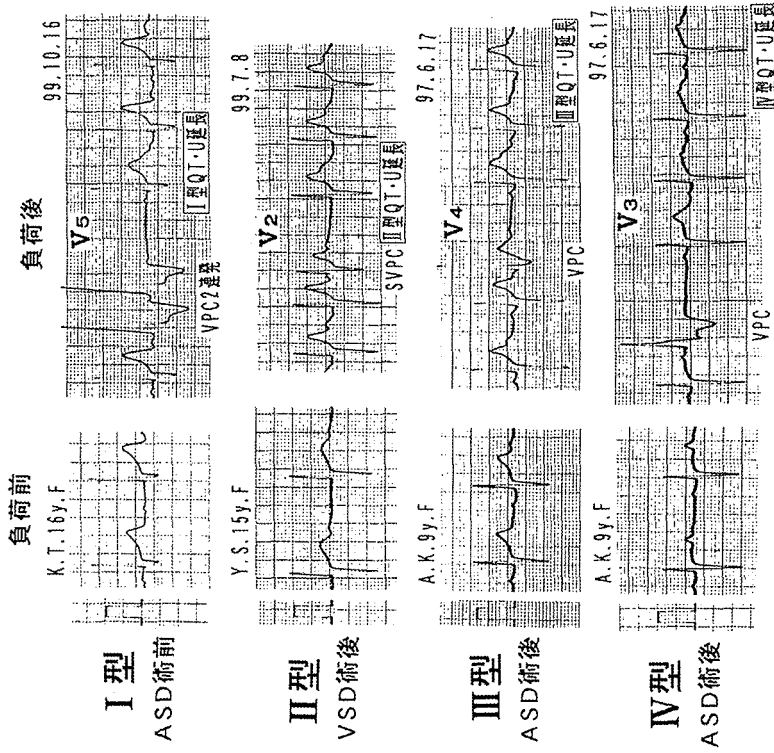 負荷前
負荷後
I型
ASD術前
K.T.16y.F
V5
99.10.16
VPC2連発
I型QT・U延長
II型
VSD術後
Y.S.15y.F
V2
99.7.8
SVPC
II型QT・U延長
III型
ASD術後
A.K.9y.F
V4
97.6.17
VPC
III型QT・U延長
IV型
ASD術後
A.K.9y.F
V3
97.6.17
VPC
IV型QT・U延長